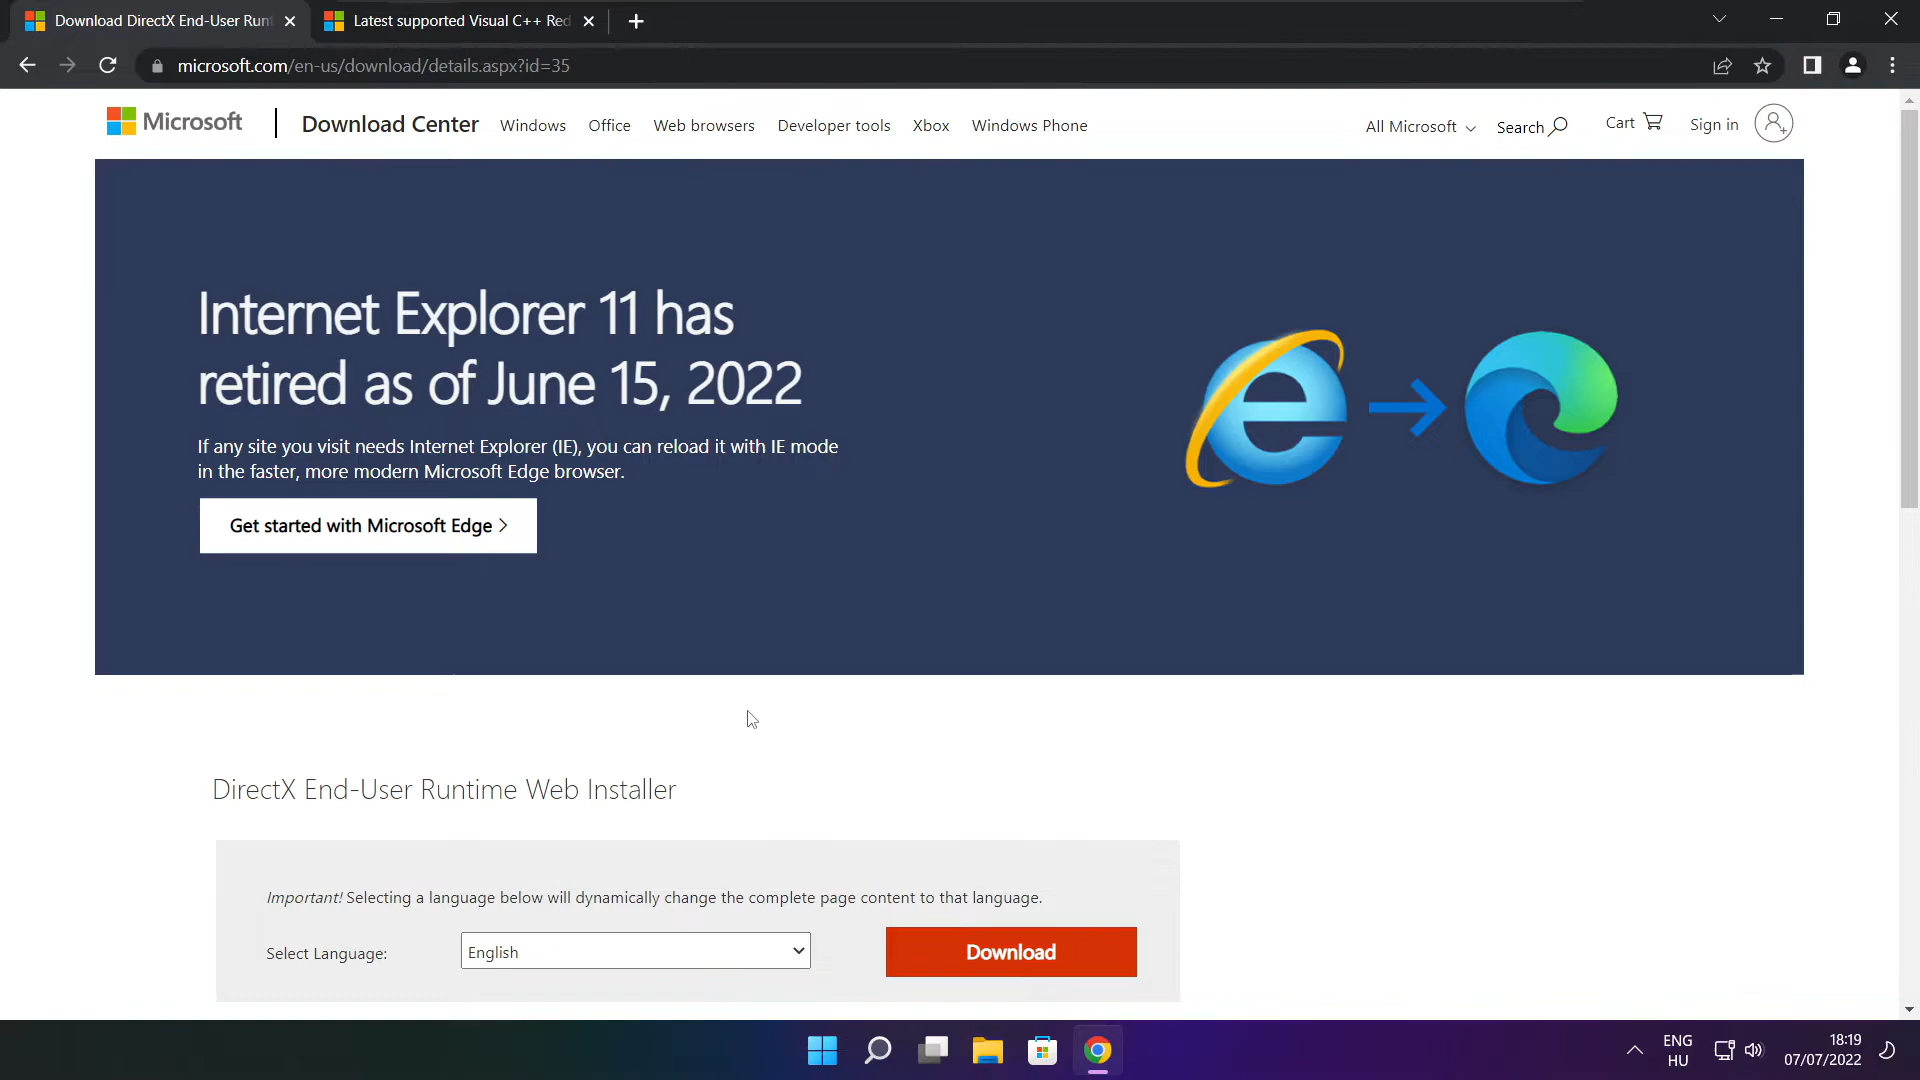 Download DirectX End-User Runt
Latest supported Visual C++ Red
microsoft.com/en-us/download/details.aspx?id=35
Microsoft
Download Center
Windows
Office
Web browsers
Developer tools
Xbox
Windows Phone
All Microsoft
Search
Cart
Sign in
Internet Explorer 11 has
retired as of June 15, 2022
If any site you visit needs Internet Explorer (IE), you can reload it with IE mode
in the faster, more modern Microsoft Edge browser.
Get started with Microsoft Edge >
DirectX End-User Runtime Web Installer
Important! Selecting a language below will dynamically change the complete page content to that language.
Select Language:
English
Download
ENG
HU
18:19
07/07/2022